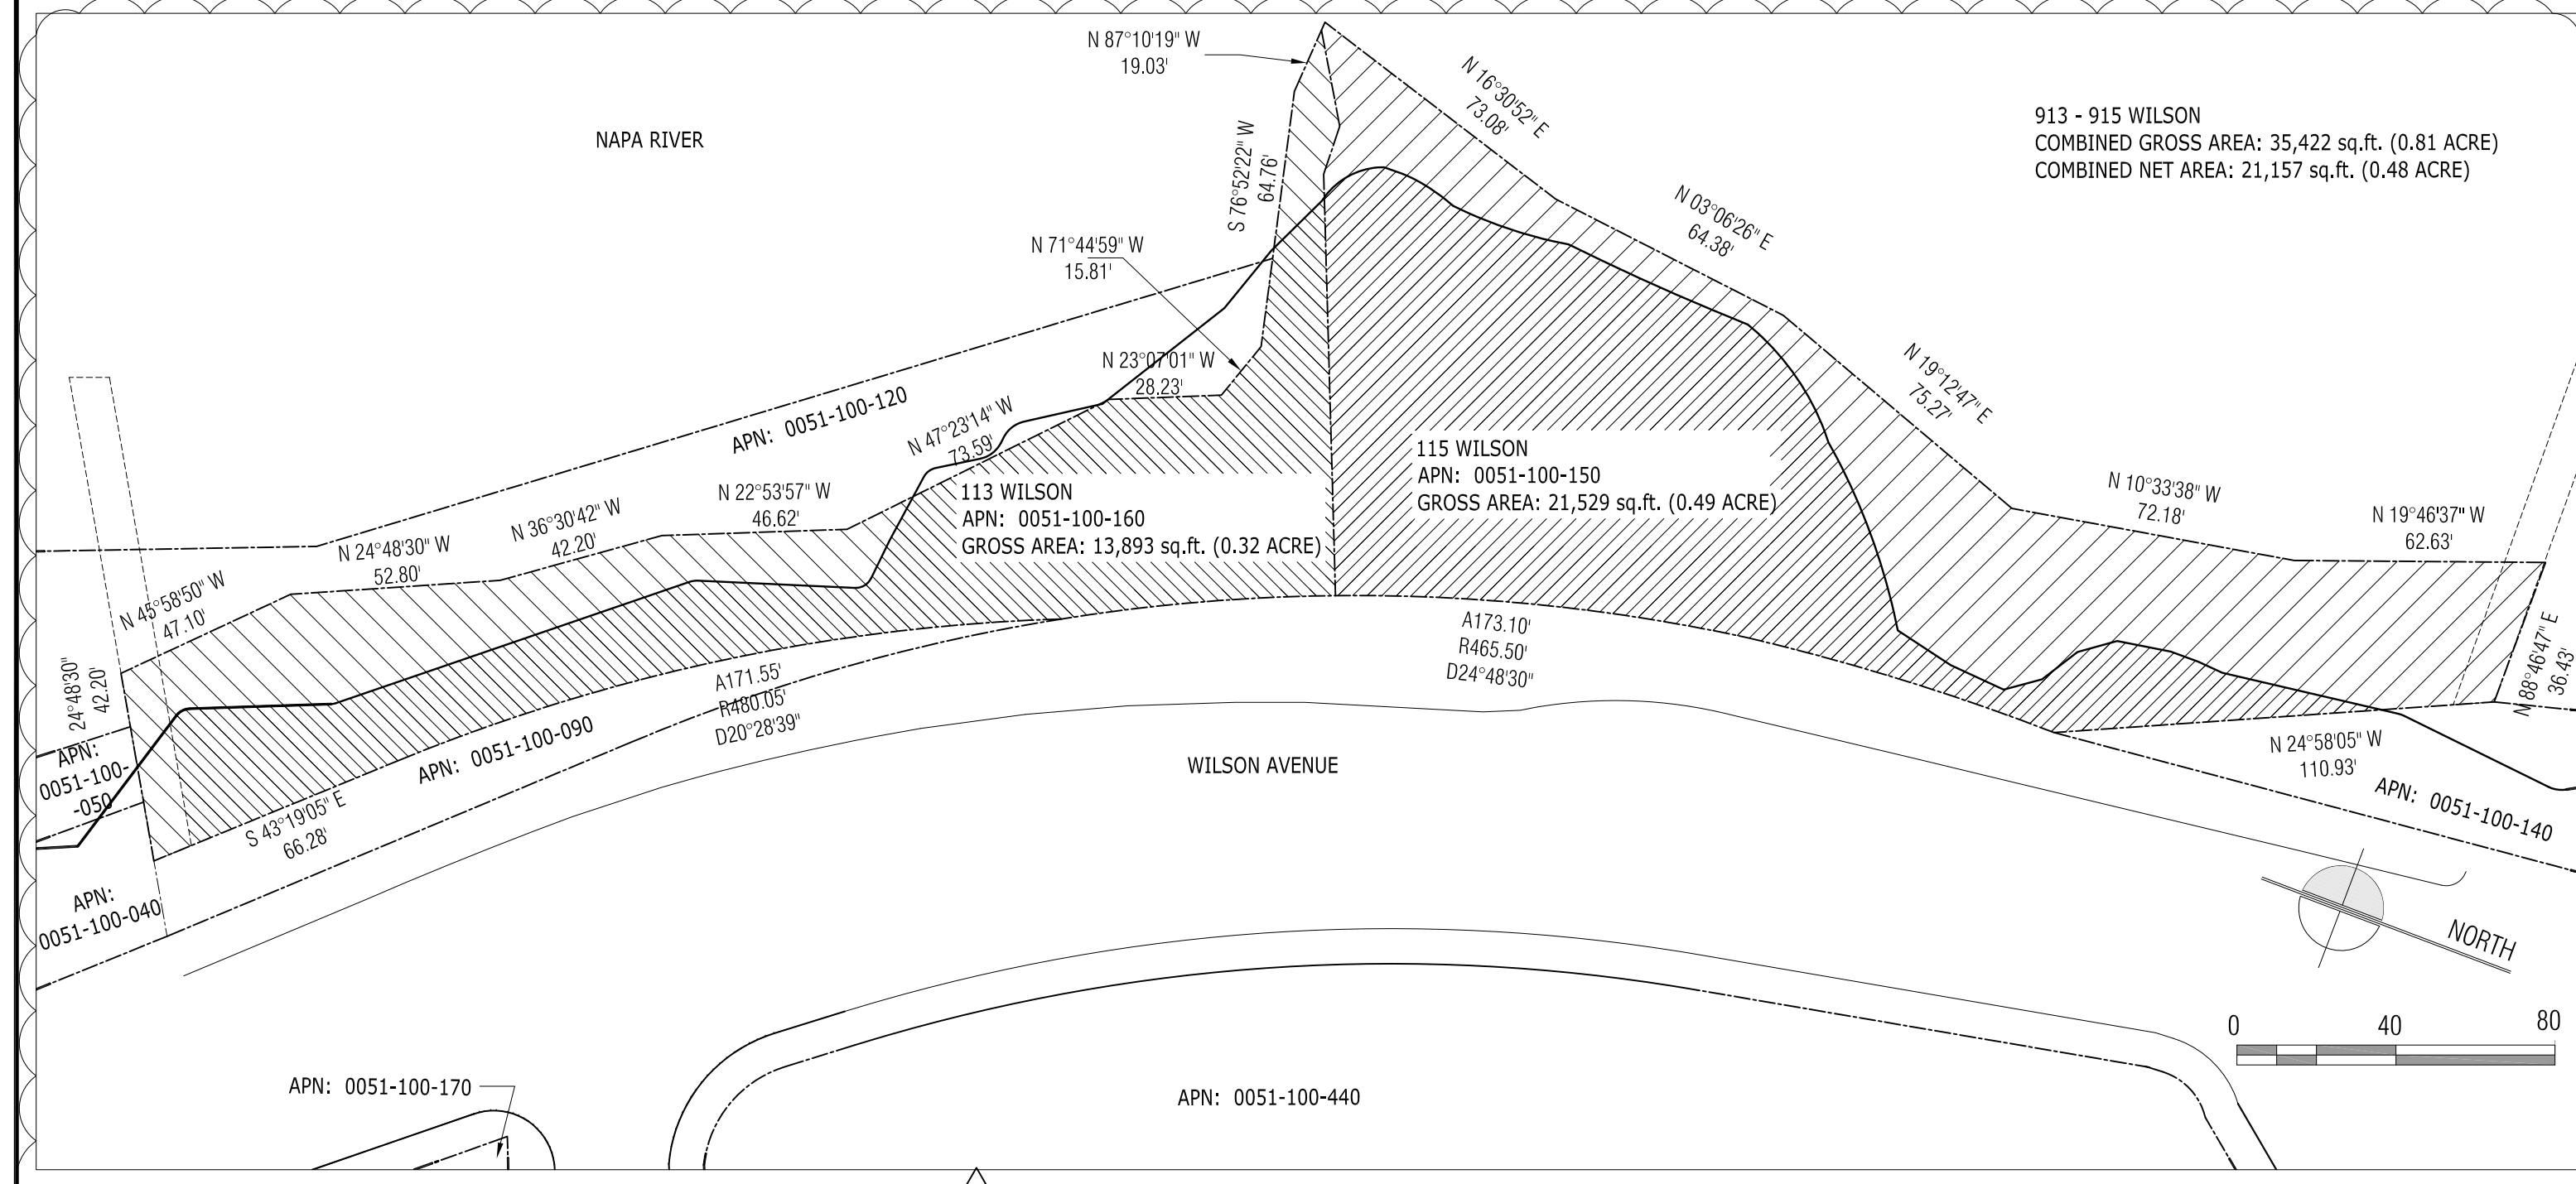 N 87°10'19" W
19.03'
N 16°30'52" E
73.08'
913 - 915 WILSON
COMBINED GROSS AREA: 35,422 sq.ft. (0.81 ACRE)
COMBINED NET AREA: 21,157 sq.ft. (0.48 ACRE)
NAPA RIVER
S 76°52'22" W
64.76'
N 03°06'26" E
64.38'
N 71°44'59" W
15.81'
N 19°12'47" E
75.27'
N 23°07'01" W
28.23'
APN: 0051-100-120
N 47°23'14" W
73.59'
115 WILSON
APN: 0051-100-150
GROSS AREA: 21,529 sq.ft. (0.49 ACRE)
113 WILSON
APN: 0051-100-160
GROSS AREA: 13,893 sq.ft. (0.32 ACRE)
N 22°53'57" W
46.62'
N 36°30'42" W
42.20'
N 24°48'30" W
52.80'
N 45°58'50" W
47.10'
N 10°33'38" W
72.18'
N 19°46'37" W
62.63'
24°48'30"
42.20'
N 88°46'47" E
36.43'
A173.10'
R465.50'
D24°48'30"
A171.55'
R480.05'
D20°28'39"
APN: 0051-100-090
APN:
0051-100-
-050
S 43°19'05" E
66.28'
WILSON AVENUE
N 24°58'05" W
110.93'
APN: 0051-100-140
APN:
0051-100-040
NORTH
0 40 80
APN: 0051-100-170
APN: 0051-100-440